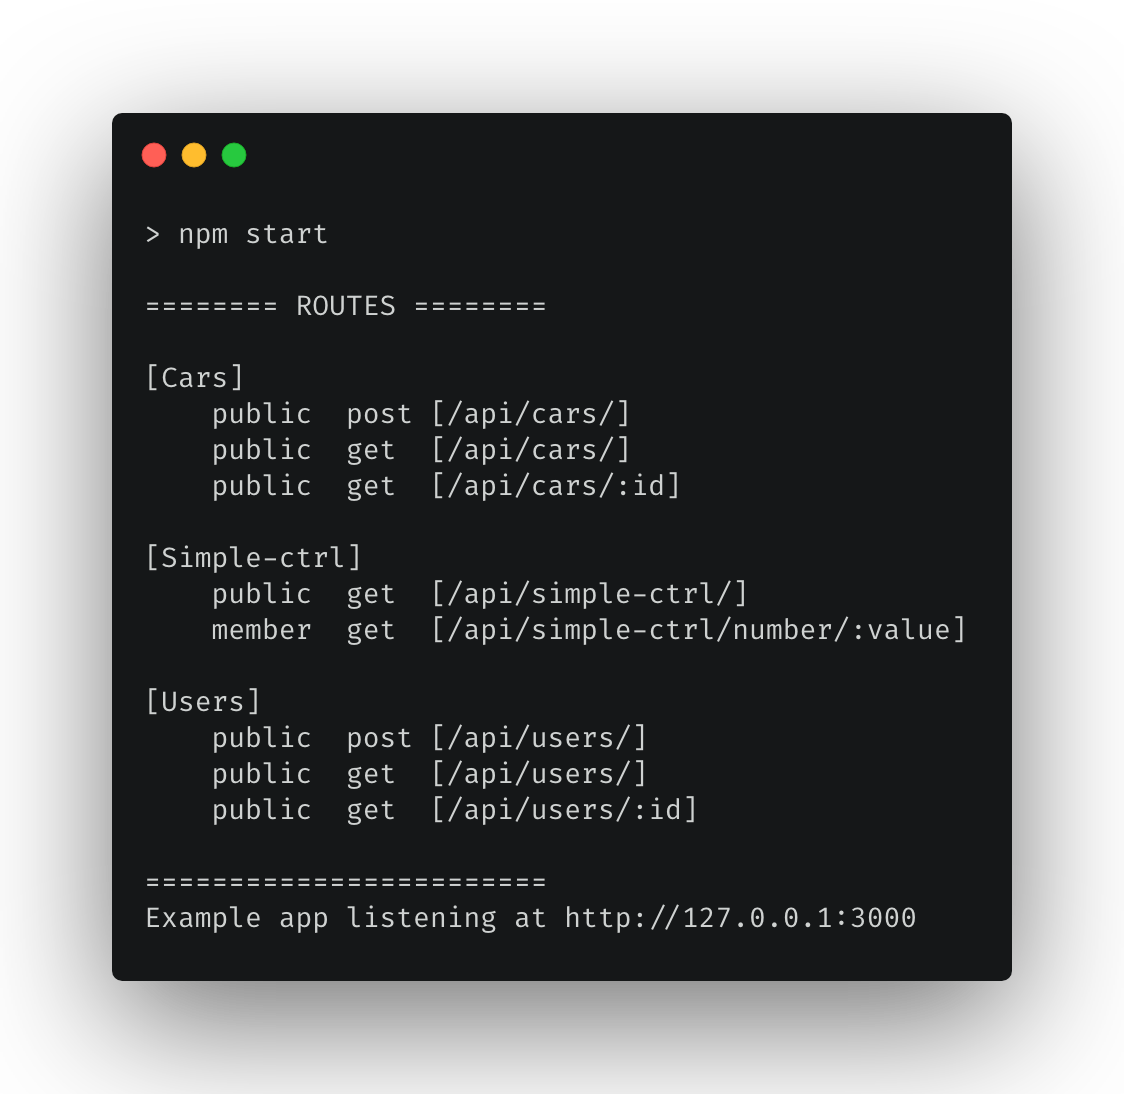 > npm start
======== ROUTES ========
[Cars]
    public  post [/api/cars/]
    public  get  [/api/cars/]
    public  get  [/api/cars/:id]
[Simple-ctrl]
    public  get  [/api/simple-ctrl/]
    member  get  [/api/simple-ctrl/number/:value]
[Users]
    public  post [/api/users/]
    public  get  [/api/users/]
    public  get  [/api/users/:id]
========================
Example app listening at http://127.0.0.1:3000